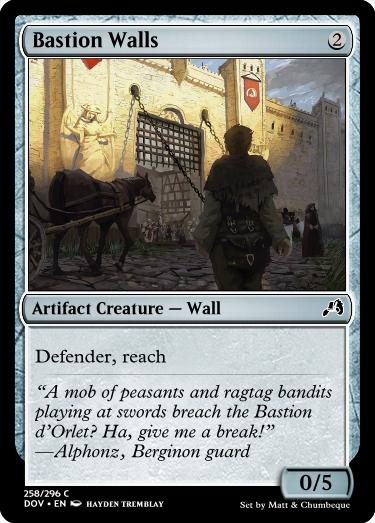 Bastion Walls 2
Artifact Creature — Wall
Defender, reach
“A mob of peasants and ragtag bandits
playing at swords breach the Bastion
d’Orlet? Ha, give me a break!”
—Alphonz, Berginon guard
0/5
258/296 C
DOV • EN HAYDEN TREMBLAY
Set by Matt & Chumbeque